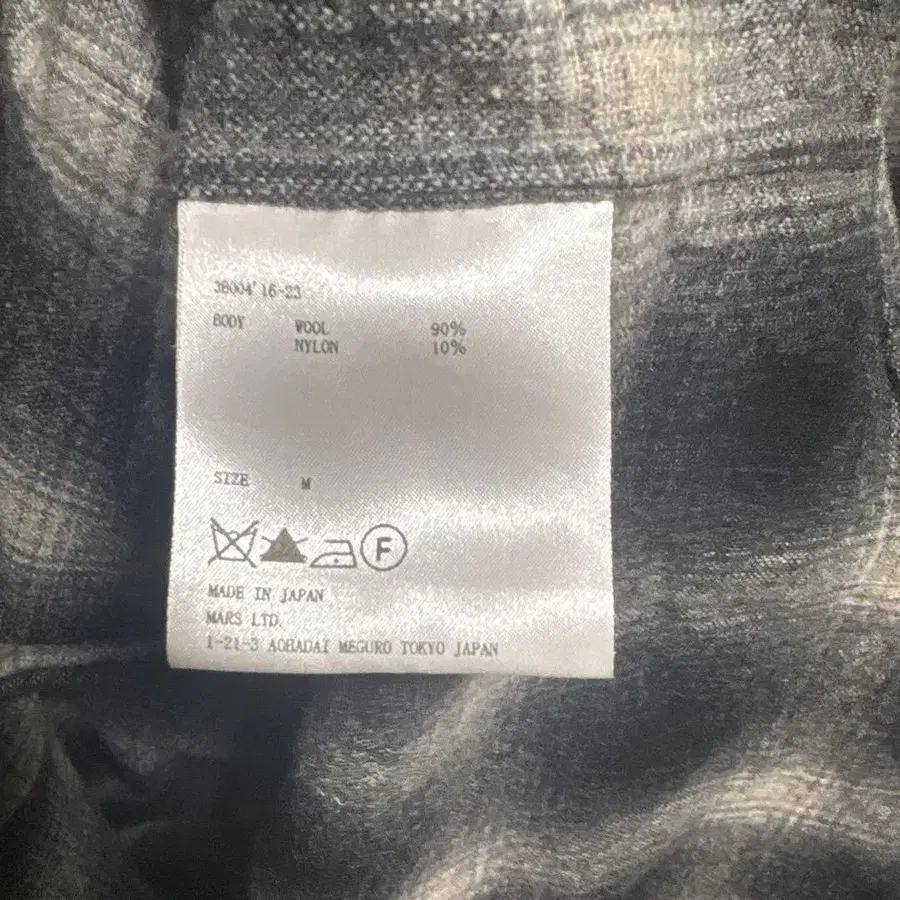 3B004'16-23
BODY WOOL 90%
NYLON 10%
SIZE M
F
MADE IN JAPAN
MARS LTD.
1-21-3 AOBADAI MEGURO TOKYO JAPAN